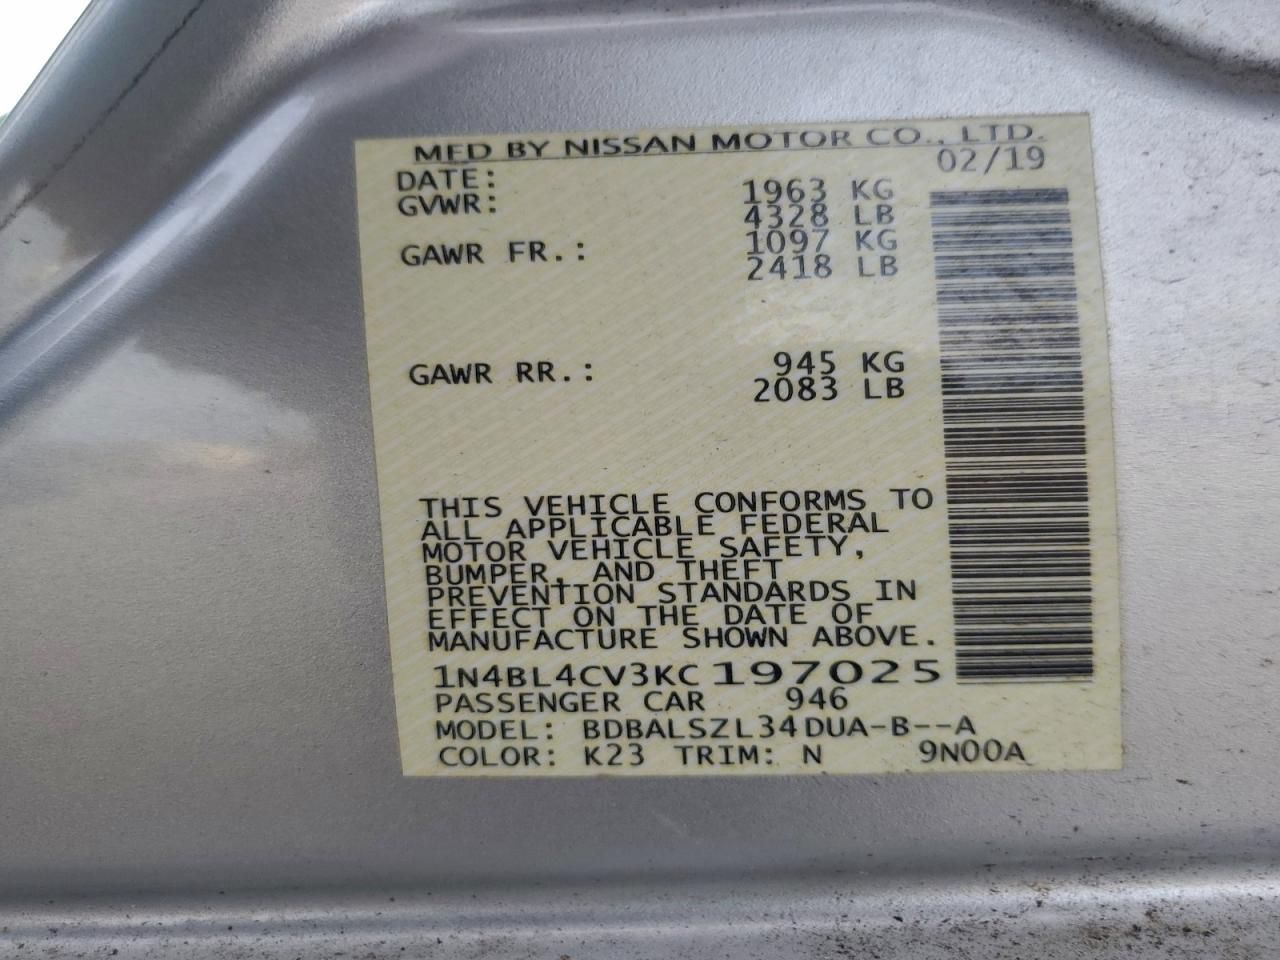 MFD BY NISSAN MOTOR CO., LTD.
DATE: 02/19
GVWR: 1963 KG
4328 LB
GAWR FR.: 1097 KG
2418 LB
GAWR RR.: 945 KG
2083 LB
THIS VEHICLE CONFORMS TO
ALL APPLICABLE FEDERAL
MOTOR VEHICLE SAFETY,
BUMPER, AND THEFT
PREVENTION STANDARDS IN
EFFECT ON THE DATE OF
MANUFACTURE SHOWN ABOVE.
1N4BL4CV3KC197025
PASSENGER CAR 946
MODEL: BDBALSZL34DUA-B--A
COLOR: K23 TRIM: N 9N00A